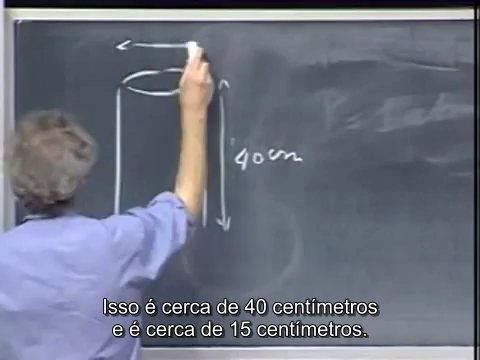 40cm
Isso é cerca de 40 centímetros
e é cerca de 15 centímetros.